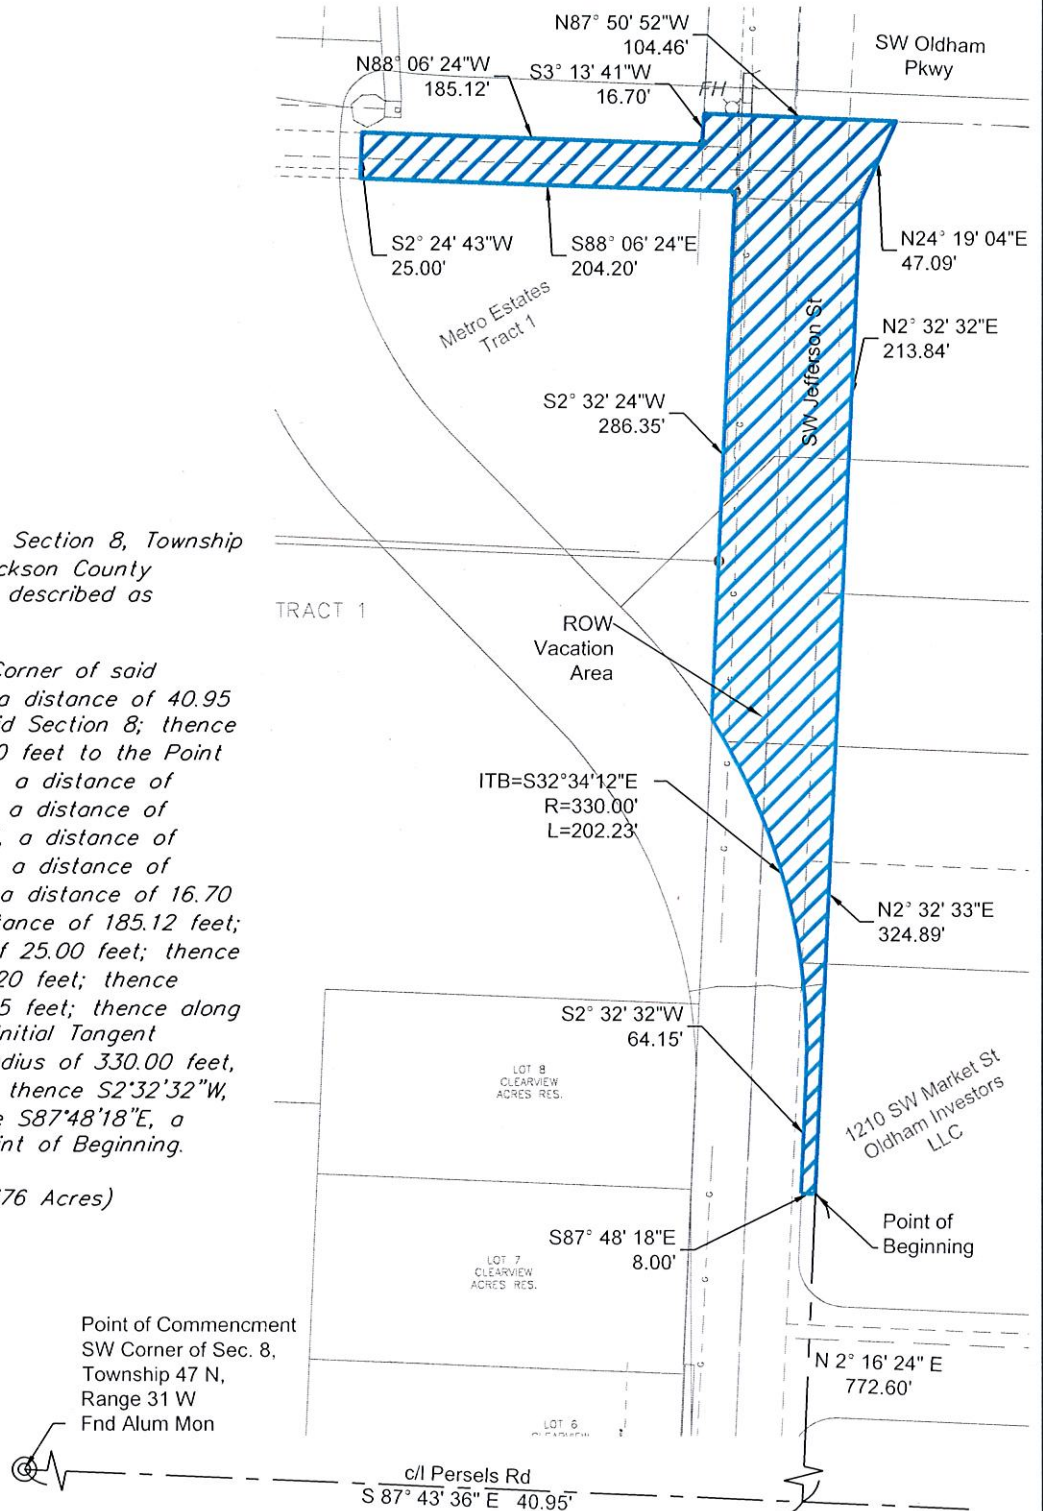 N87° 50' 52"W
104.46'
SW Oldham
Pkwy
N88° 06' 24"W
185.12'
S3° 13' 41"W
16.70'
FH
S2° 24' 43"W
25.00'
S88° 06' 24"E
204.20'
N24° 19' 04"E
47.09'
Metro Estates
Tract 1
SW Jefferson St
N2° 32' 32"E
213.84'
S2° 32' 24"W
286.35'
Section 8, Township
ckson County
described as
TRACT 1
ROW
Vacation
Area
Corner of said
a distance of 40.95
id Section 8; thence
0 feet to the Point
a distance of
a distance of
, a distance of
a distance of
a distance of 16.70
tance of 185.12 feet;
f 25.00 feet; thence
20 feet; thence
5 feet; thence along
Initial Tangent
dius of 330.00 feet,
thence S2°32'32"W,
e S87°48'18"E, a
int of Beginning.
76 Acres)
ITB=S32°34'12"E
R=330.00'
L=202.23'
N2° 32' 33"E
324.89'
S2° 32' 32"W
64.15'
LOT 8
CLEARVIEW
ACRES RES.
1210 SW Market St
Oldham Investors
LLC
S87° 48' 18"E
8.00'
Point of
Beginning
LOT 7
CLEARVIEW
ACRES RES.
Point of Commencment
SW Corner of Sec. 8,
Township 47 N,
Range 31 W
Fnd Alum Mon
N 2° 16' 24" E
772.60'
LOT 6
c/l Persels Rd
S 87° 43' 36" E 40.95'